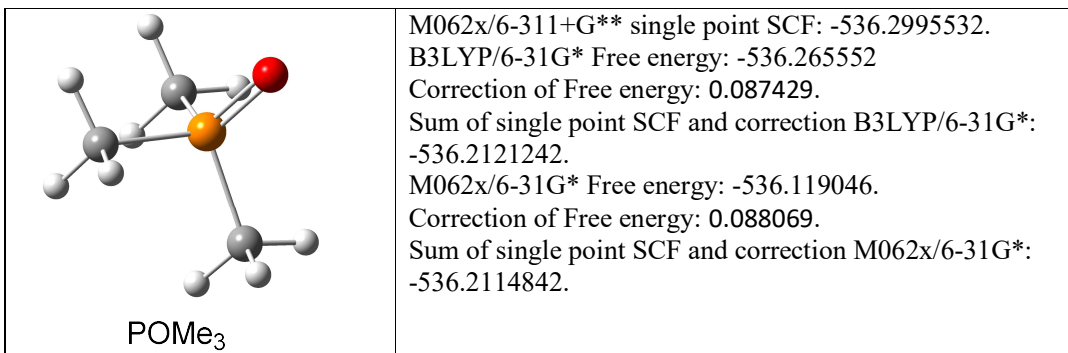 M062x/6-311+G** single point SCF: -536.2995532.
B3LYP/6-31G* Free energy: -536.265552
Correction of Free energy: 0.087429.
Sum of single point SCF and correction B3LYP/6-31G*:
-536.2121242.
M062x/6-31G* Free energy: -536.119046.
Correction of Free energy: 0.088069.
Sum of single point SCF and correction M062x/6-31G*:
-536.2114842.
POMe₃